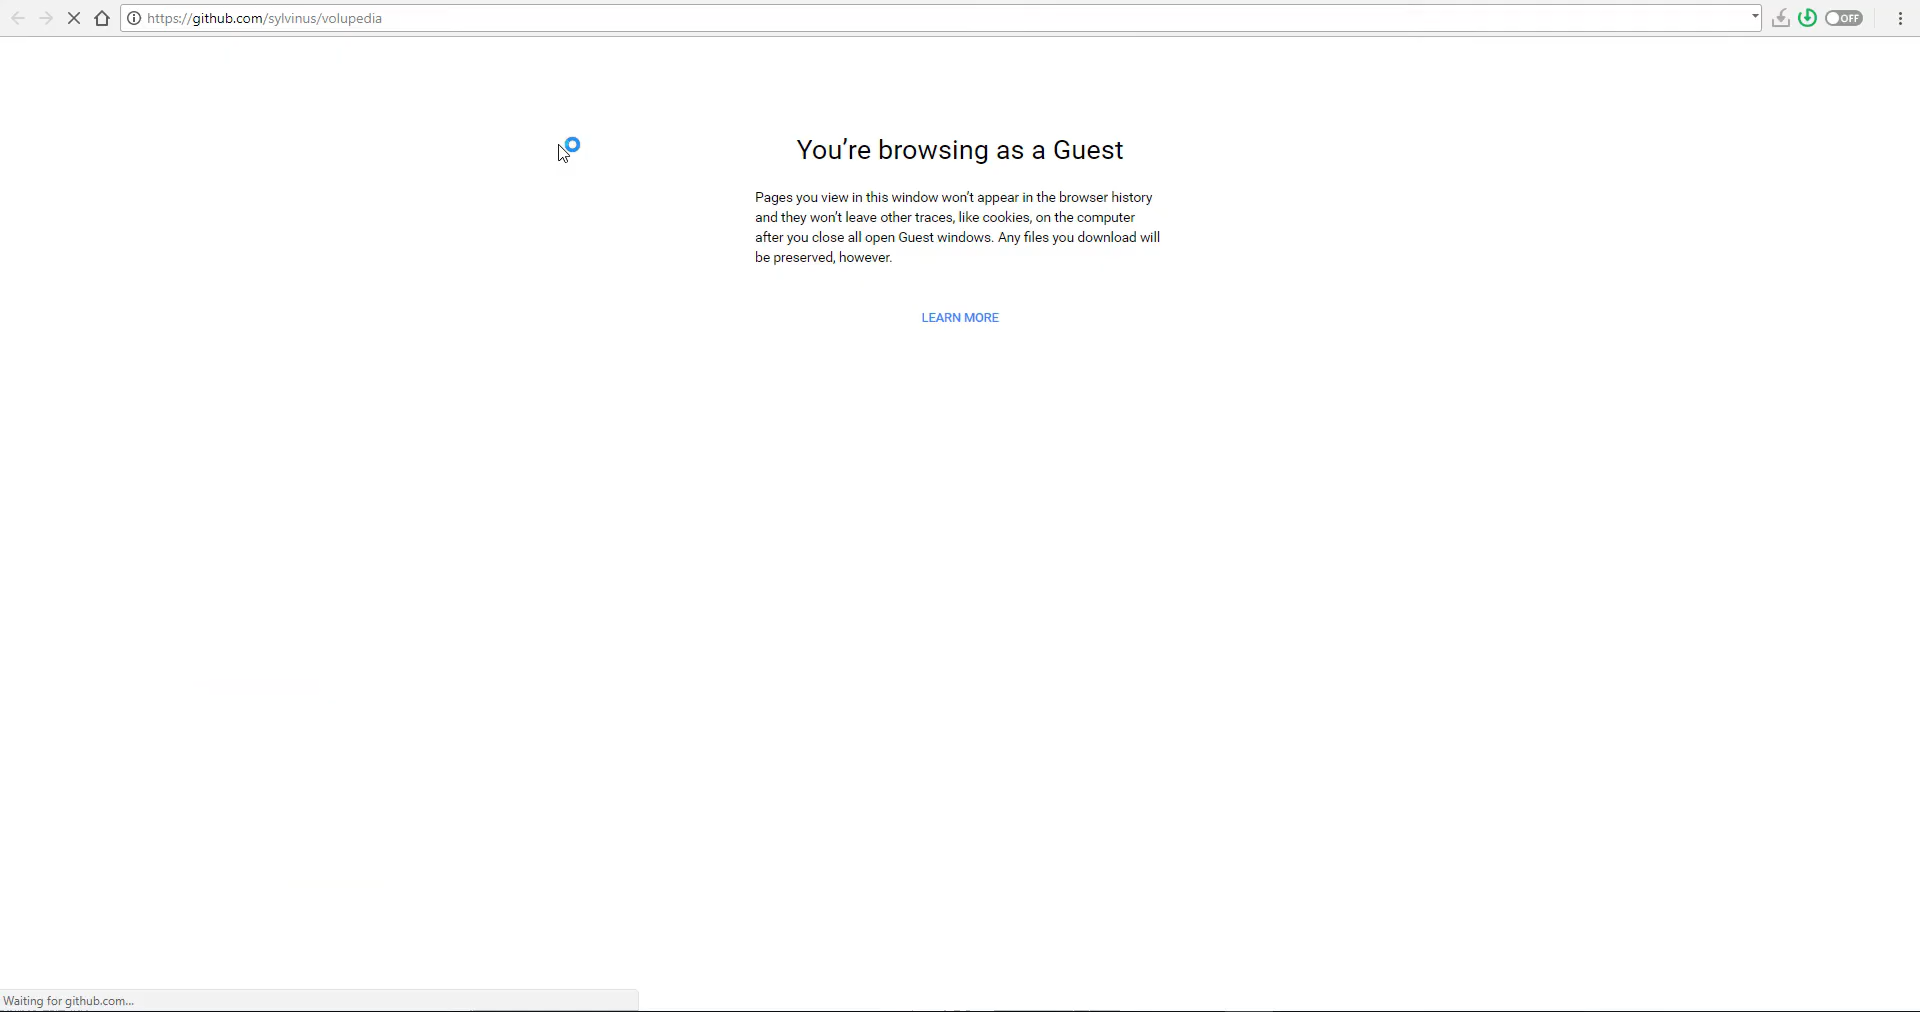 https://github.com/sylvinus/volupedia
OFF
You’re browsing as a Guest
Pages you view in this window won’t appear in the browser history
and they won’t leave other traces, like cookies, on the computer
after you close all open Guest windows. Any files you download will
be preserved, however.
LEARN MORE
Waiting for github.com...